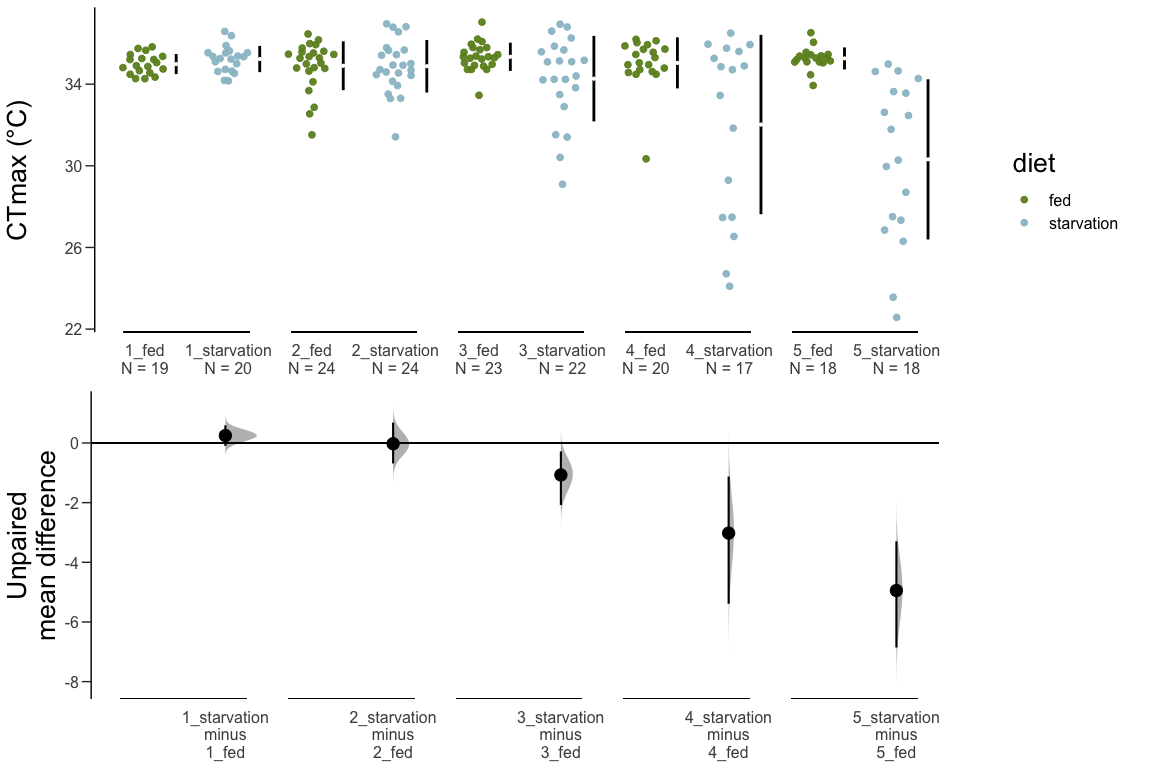 CTmax (°C)
34
30
26
22
1_fed
N = 19
1_starvation
N = 20
2_fed
N = 24
2_starvation
N = 24
3_fed
N = 23
3_starvation
N = 22
4_fed
N = 20
4_starvation
N = 17
5_fed
N = 18
5_starvation
N = 18
diet
fed
starvation
Unpaired
mean difference
0
-2
-4
-6
-8
1_starvation
minus
1_fed
2_starvation
minus
2_fed
3_starvation
minus
3_fed
4_starvation
minus
4_fed
5_starvation
minus
5_fed